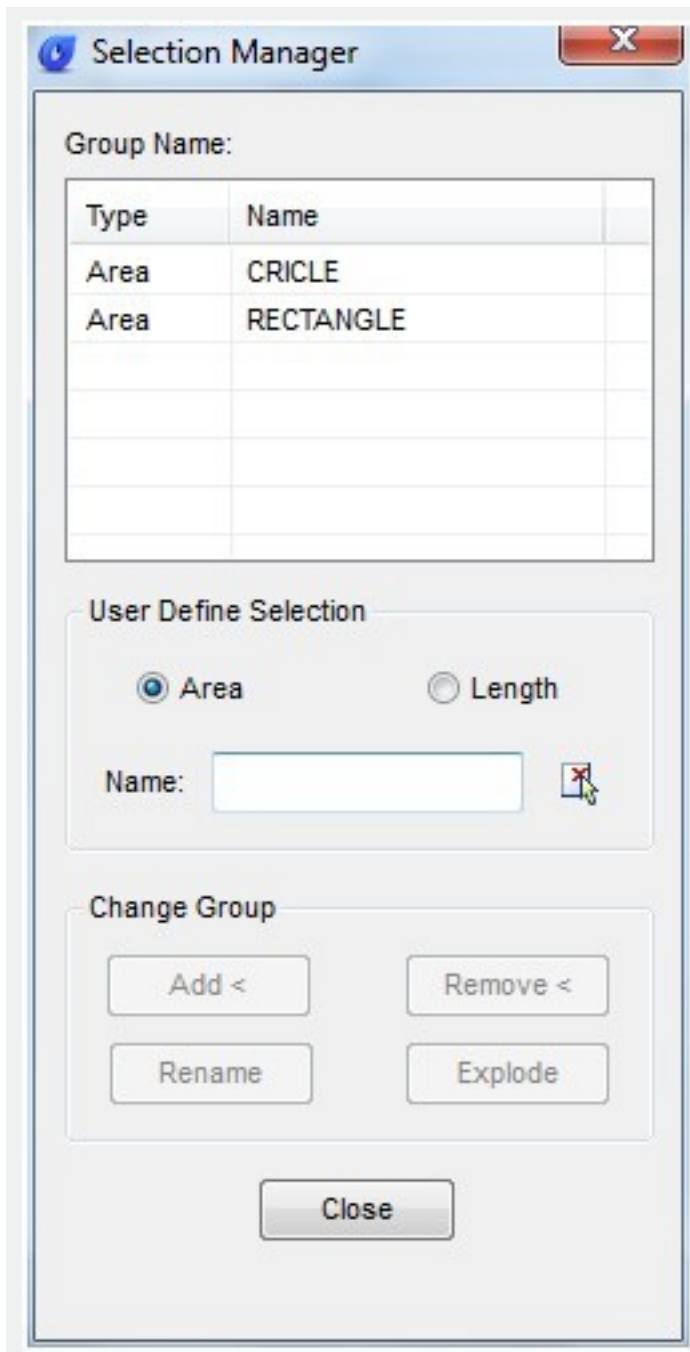 Selection Manager
Group Name:
Type Name
Area CRICLE
Area RECTANGLE
User Define Selection
Area Length
Name:
Change Group
Add < Remove <
Rename Explode
Close